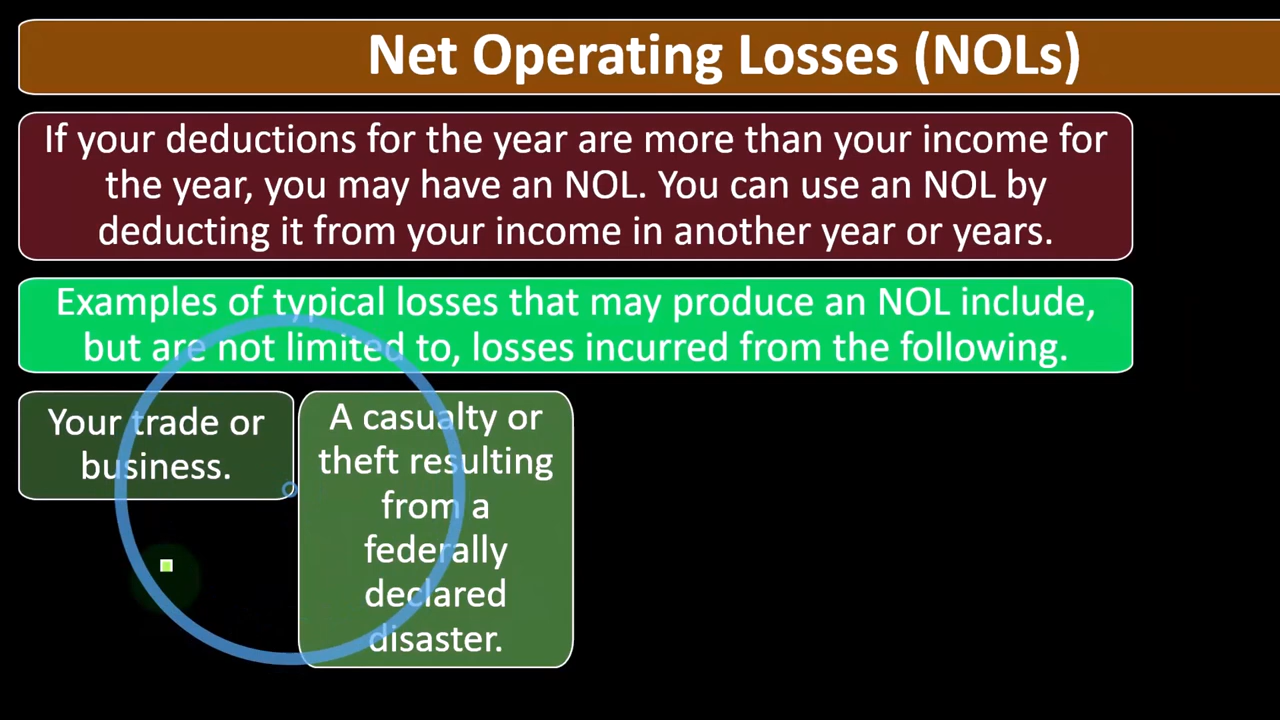 Net Operating Losses (NOLs)
If your deductions for the year are more than your income for
the year, you may have an NOL. You can use an NOL by
deducting it from your income in another year or years.
Examples of typical losses that may produce an NOL include,
but are not limited to, losses incurred from the following.
Your trade or
business.
A casualty or
theft resulting
from a
federally
declared
disaster.